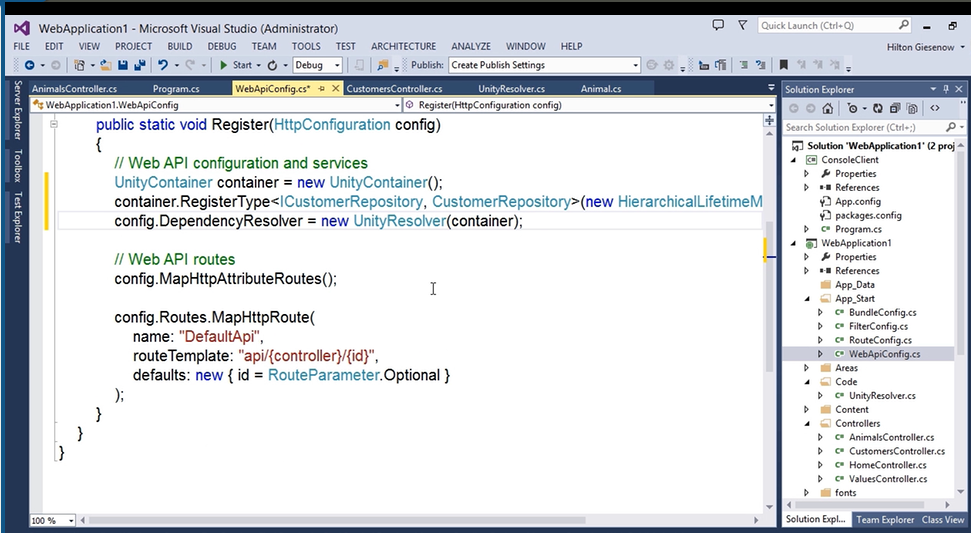 WebApplication1 - Microsoft Visual Studio (Administrator)
Quick Launch (Ctrl+Q)
FILE EDIT VIEW PROJECT BUILD DEBUG TEAM TOOLS TEST ARCHITECTURE ANALYZE WINDOW HELP
Hilton Giesenow
Start Debug Publish: Create Publish Settings
Server Explorer
Toolbox
Test Explorer
AnimalsController.cs Program.cs WebApiConfig.cs* CustomersController.cs UnityResolver.cs Animal.cs
WebApplication1.WebApiConfig Register(HttpConfiguration config)
public static void Register(HttpConfiguration config)
{
// Web API configuration and services
UnityContainer container = new UnityContainer();
container.RegisterType<ICustomerRepository, CustomerRepository>(new HierarchicalLifetimeM
config.DependencyResolver = new UnityResolver(container);
// Web API routes
config.MapHttpAttributeRoutes();
config.Routes.MapHttpRoute(
name: "DefaultApi",
routeTemplate: "api/{controller}/{id}",
defaults: new { id = RouteParameter.Optional }
);
}
}
}
100 %
Solution Explorer
Search Solution Explorer (Ctrl+;)
Solution 'WebApplication1' (2 proj
C# ConsoleClient
Properties
References
App.config
packages.config
C# Program.cs
WebApplication1
Properties
References
App_Data
App_Start
C# BundleConfig.cs
C# FilterConfig.cs
C# RouteConfig.cs
C# WebApiConfig.cs
Areas
Code
C# UnityResolver.cs
Content
Controllers
C# AnimalsController.cs
C# CustomersController.cs
C# HomeController.cs
C# ValuesController.cs
fonts
Solution Expl... Team Explorer Class View